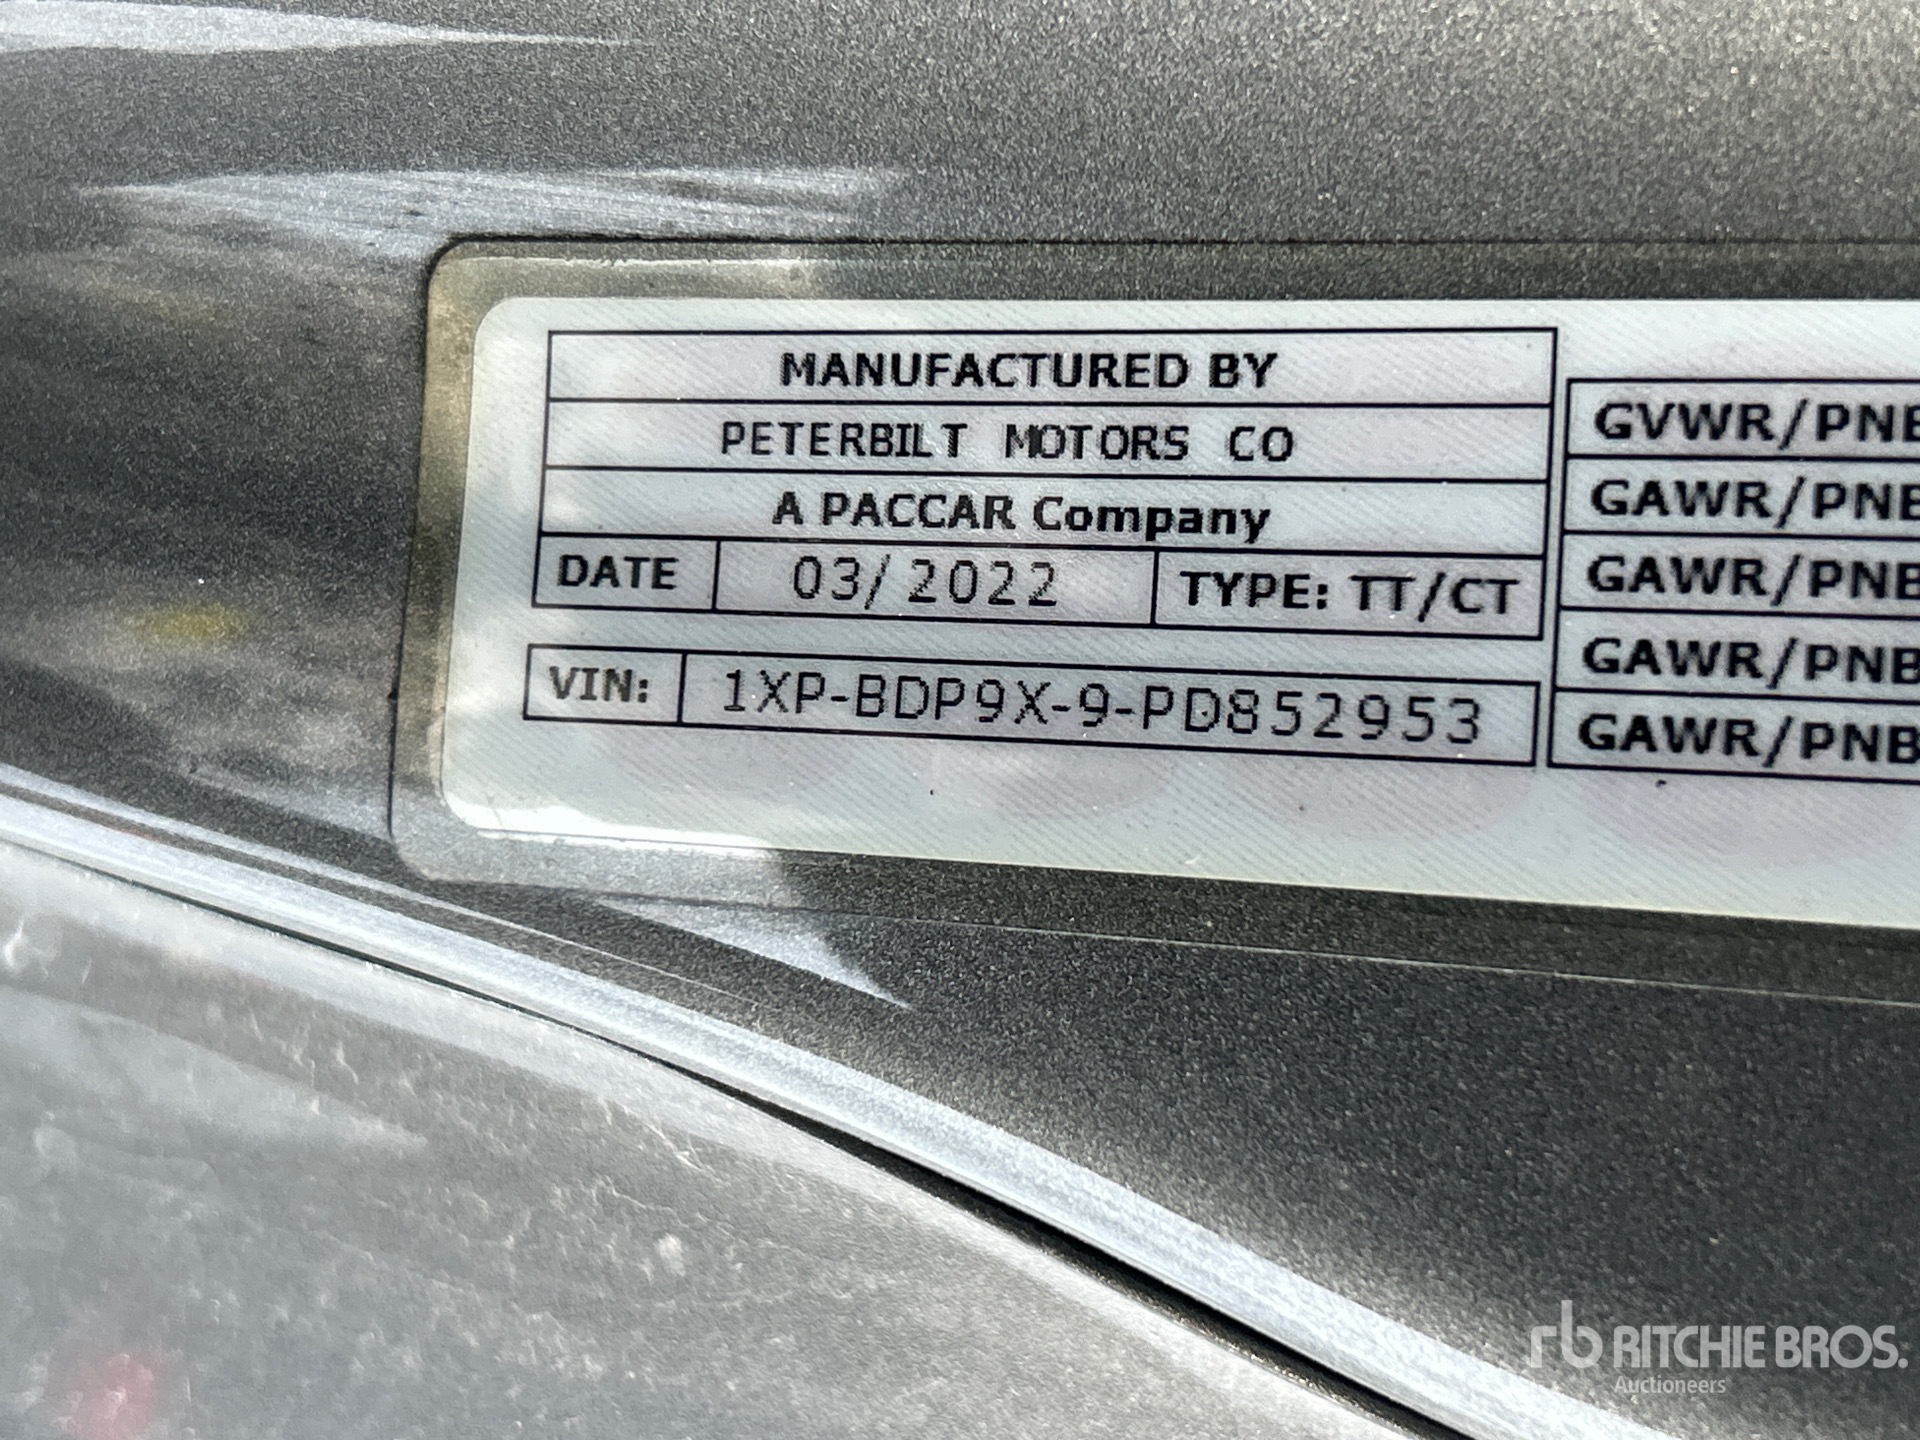 MANUFACTURED BY
PETERBILT MOTORS CO
A PACCAR Company
DATE 03/2022 TYPE: TT/CT
VIN: 1XP-BDP9X-9-PD852953
GVWR/PNB
GAWR/PNB
GAWR/PNB
GAWR/PNB
GAWR/PNB
rb RITCHIE BROS.
Auctioneers